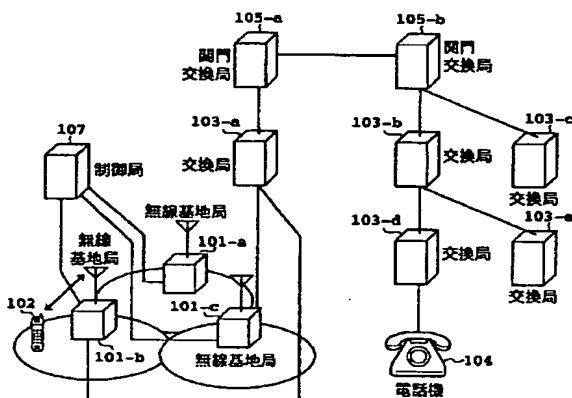 105-a
105-b
関門
交換局
関門
交換局
107
103-a
103-b
103-c
制御局
交換局
交換局
交換局
無線基地局
無線
基地局
101-a
103-d
103-e
交換局
交換局
102
101-c
101-b
無線基地局
104
電話機